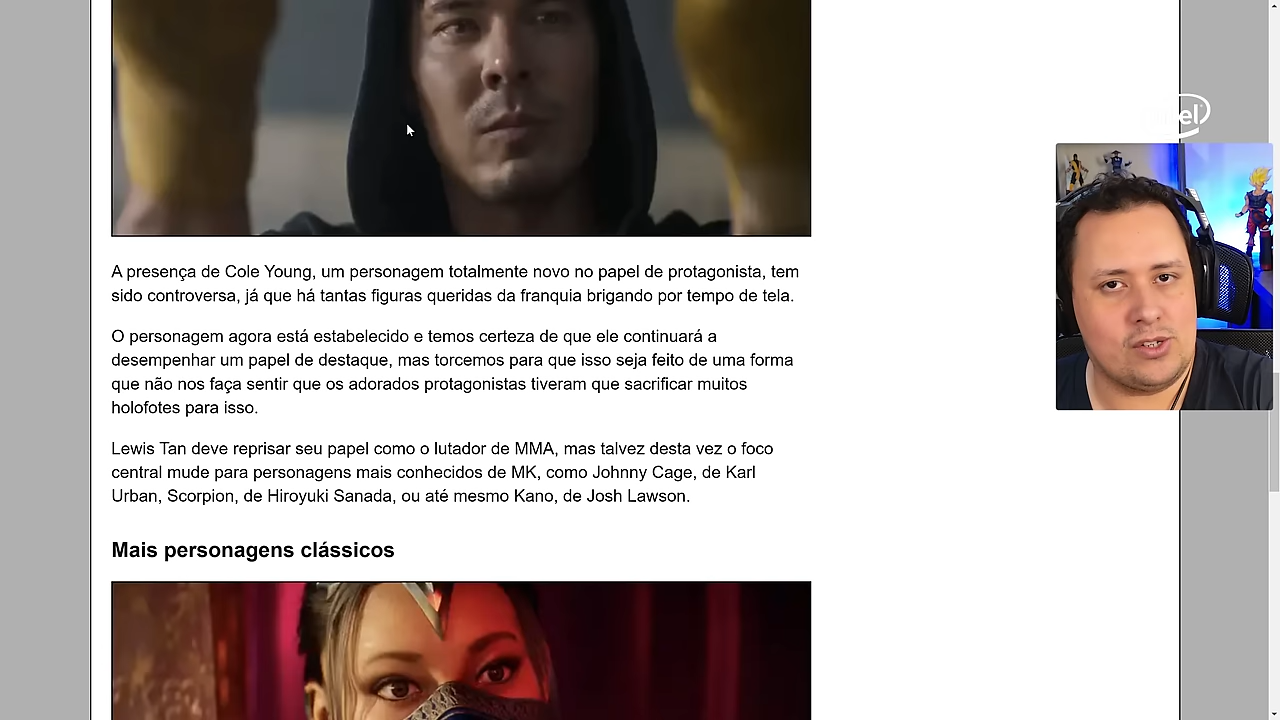 A presença de Cole Young, um personagem totalmente novo no papel de protagonista, tem
sido controversa, já que há tantas figuras queridas da franquia brigando por tempo de tela.
O personagem agora está estabelecido e temos certeza de que ele continuará a
desempenhar um papel de destaque, mas torcemos para que isso seja feito de uma forma
que não nos faça sentir que os adorados protagonistas tiveram que sacrificar muitos
holofotes para isso.
Lewis Tan deve reprisar seu papel como o lutador de MMA, mas talvez desta vez o foco
central mude para personagens mais conhecidos de MK, como Johnny Cage, de Karl
Urban, Scorpion, de Hiroyuki Sanada, ou até mesmo Kano, de Josh Lawson.
Mais personagens clássicos